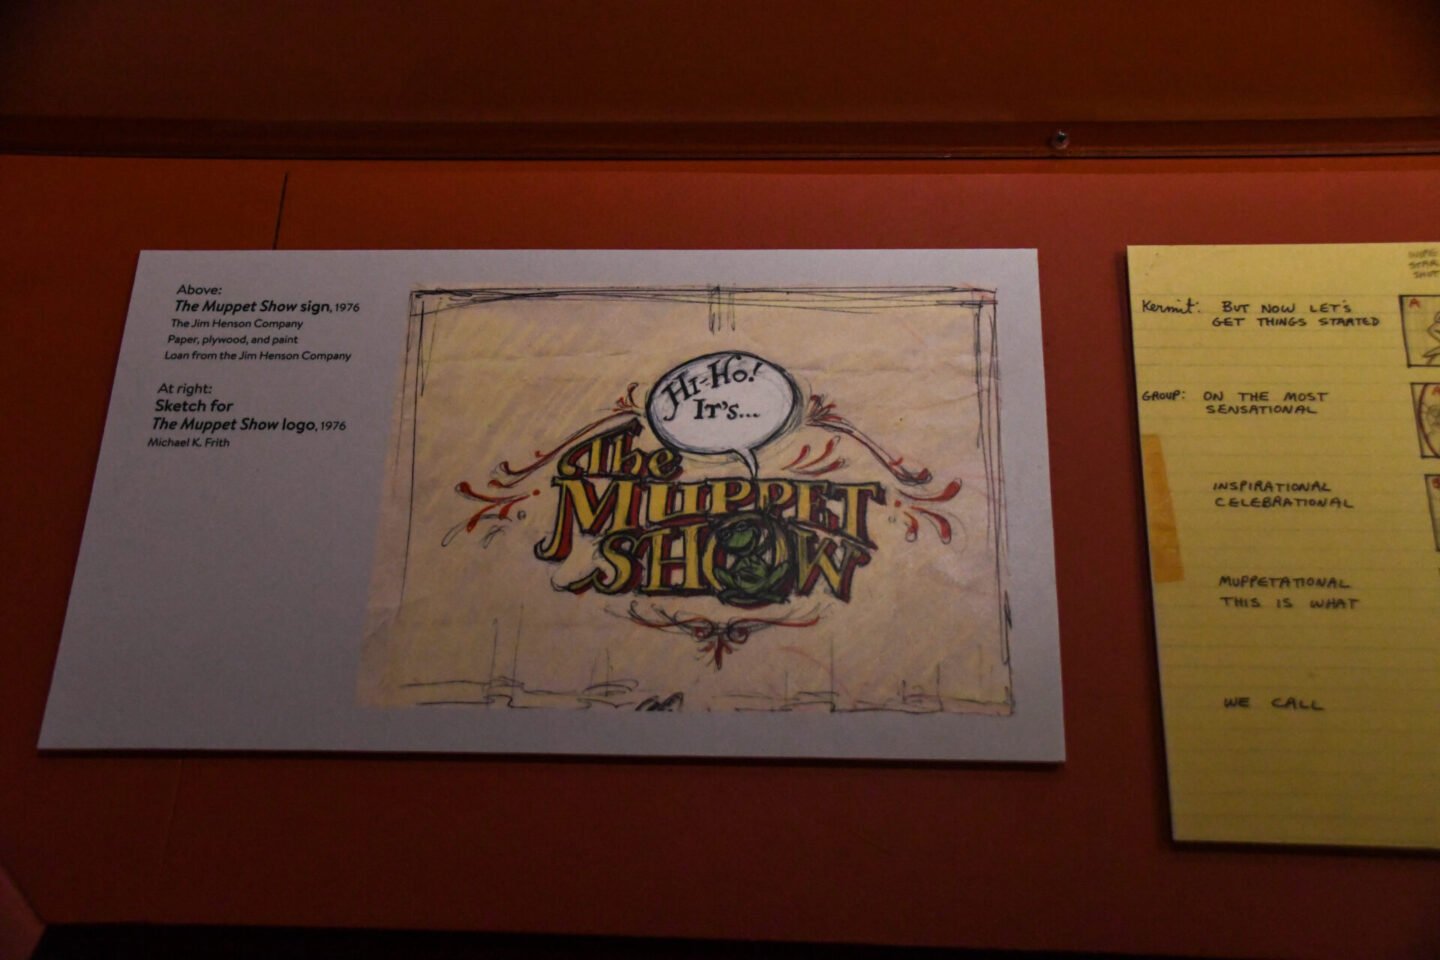 Above:
The Muppet Show sign, 1976
The Jim Henson Company
Paper, plywood, and paint
Loan from the Jim Henson Company
At right:
Sketch for
The Muppet Show logo, 1976
Michael K. Frith
Hi-Ho!
It's...
The
MUPPET
SHOW
Kermit: BUT NOW LET'S
GET THINGS STARTED
GROUP: ON THE MOST
SENSATIONAL
INSPIRATIONAL
CELEBRATIONAL
MUPPETATIONAL
THIS IS WHAT
WE CALL
A